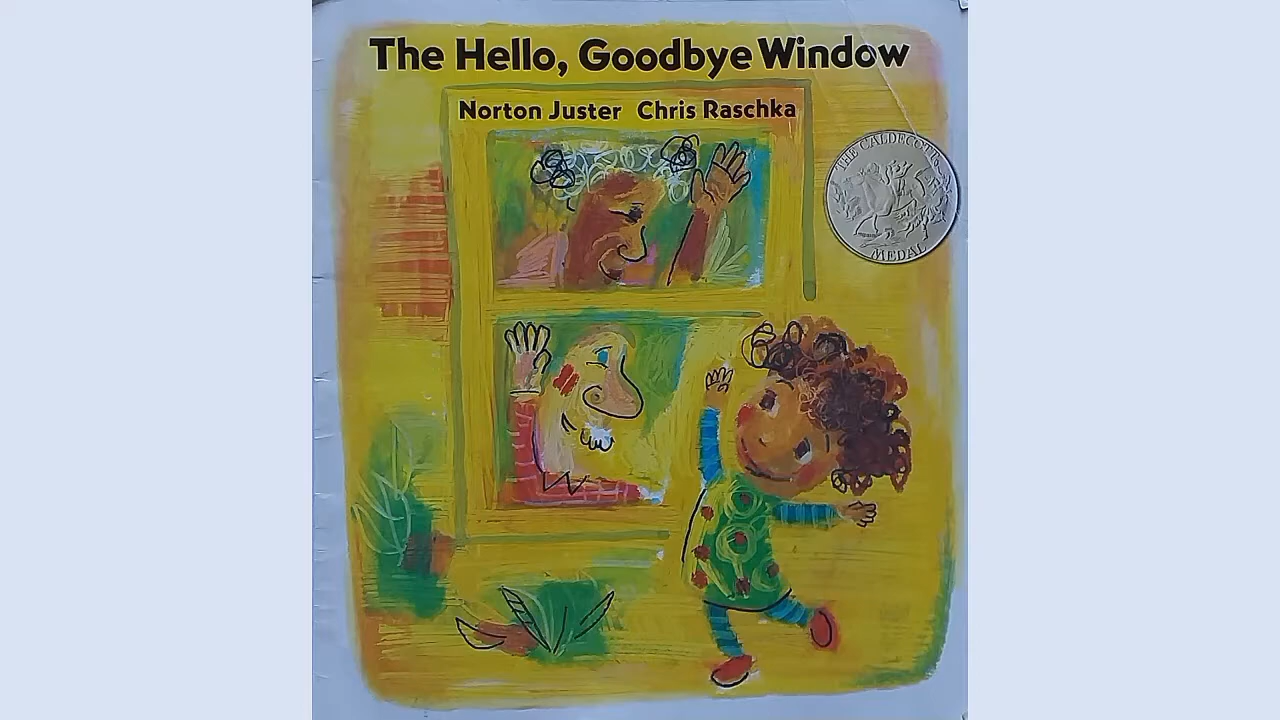 The Hello, Goodbye Window
Norton Juster Chris Raschka
THE CALDECOTT
MEDAL